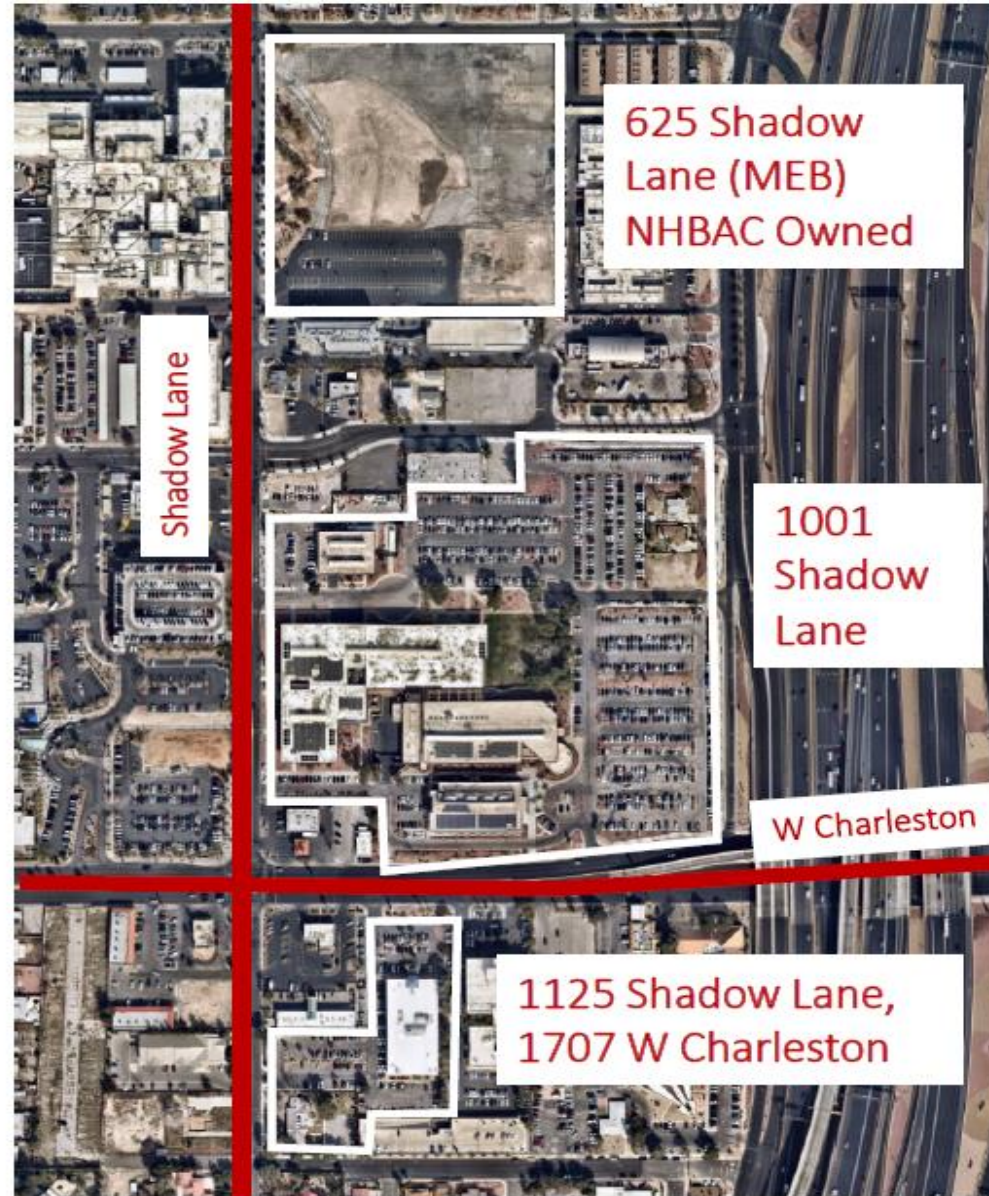 625 Shadow
Lane (MEB)
NHBAC Owned
Shadow Lane
1001
Shadow
Lane
W Charleston
1125 Shadow Lane,
1707 W Charleston